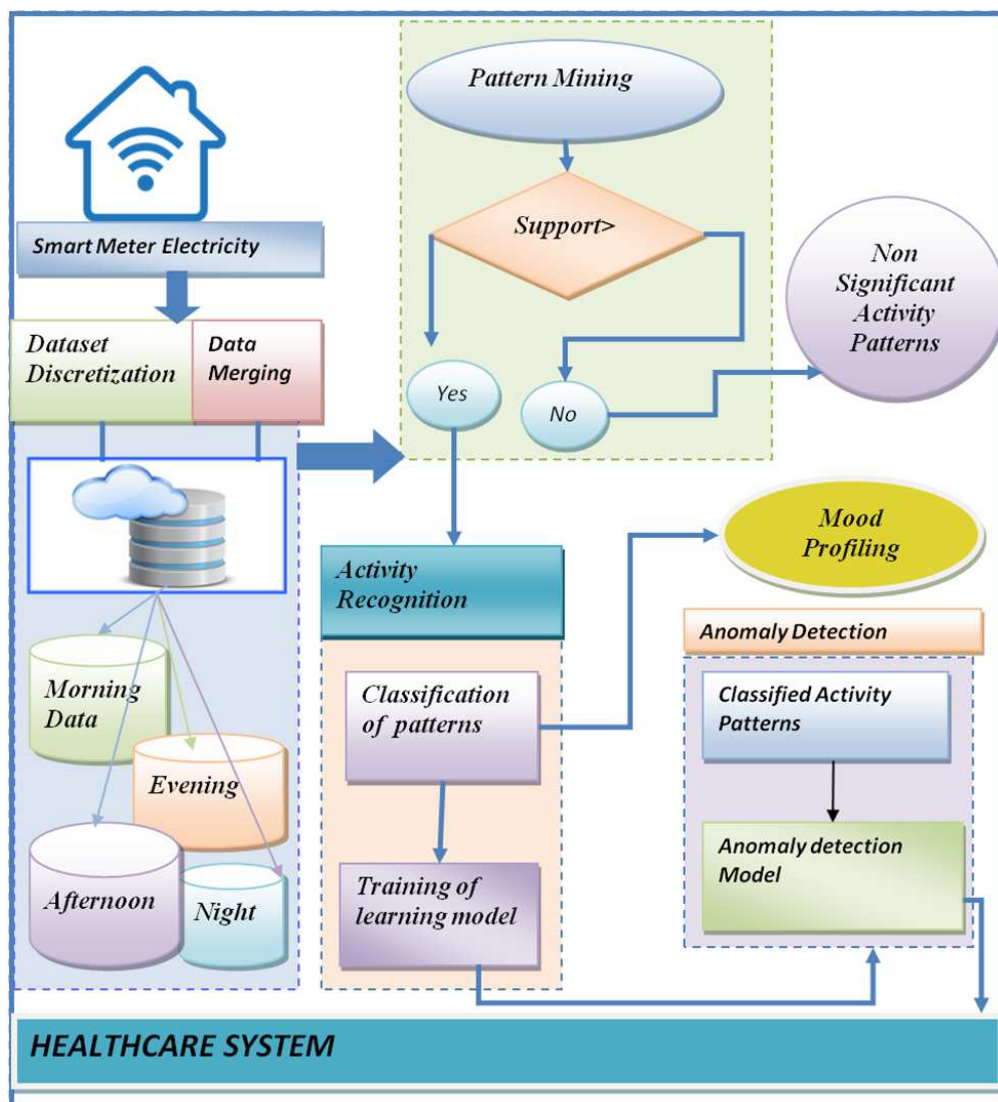 Pattern Mining
Support>
Non
Significant
Activity
Patterns
Smart Meter Electricity
Dataset
Discretization
Data
Merging
Yes
No
Activity
Recognition
Mood
Profiling
Anomaly Detection
Morning
Data
Evening
Afternoon
Night
Classification
of patterns
Training of
learning model
Classified Activity
Patterns
Anomaly detection
Model
HEALTHCARE SYSTEM